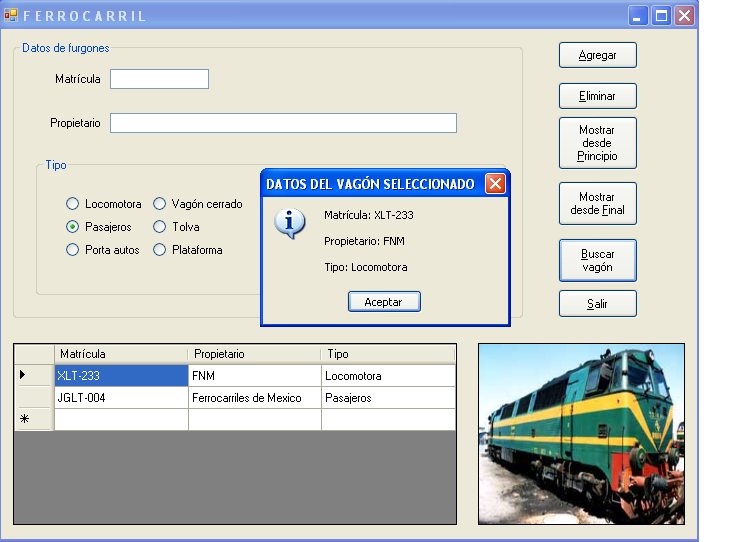 FERROCARRIL
Datos de furgones
Matrícula
Propietario
Tipo
Locomotora
Vagón cerrado
Pasajeros
Tolva
Porta autos
Plataforma
DATOS DEL VAGÓN SELECCIONADO
Matrícula: XLT-233
Propietario: FNM
Tipo: Locomotora
Aceptar
Agregar
Eliminar
Mostrar
desde
Principio
Mostrar
desde Final
Buscar
vagón
Salir
Matrícula Propietario Tipo
XLT-233 FNM Locomotora
JGLT-004 Ferrocarriles de Mexico Pasajeros